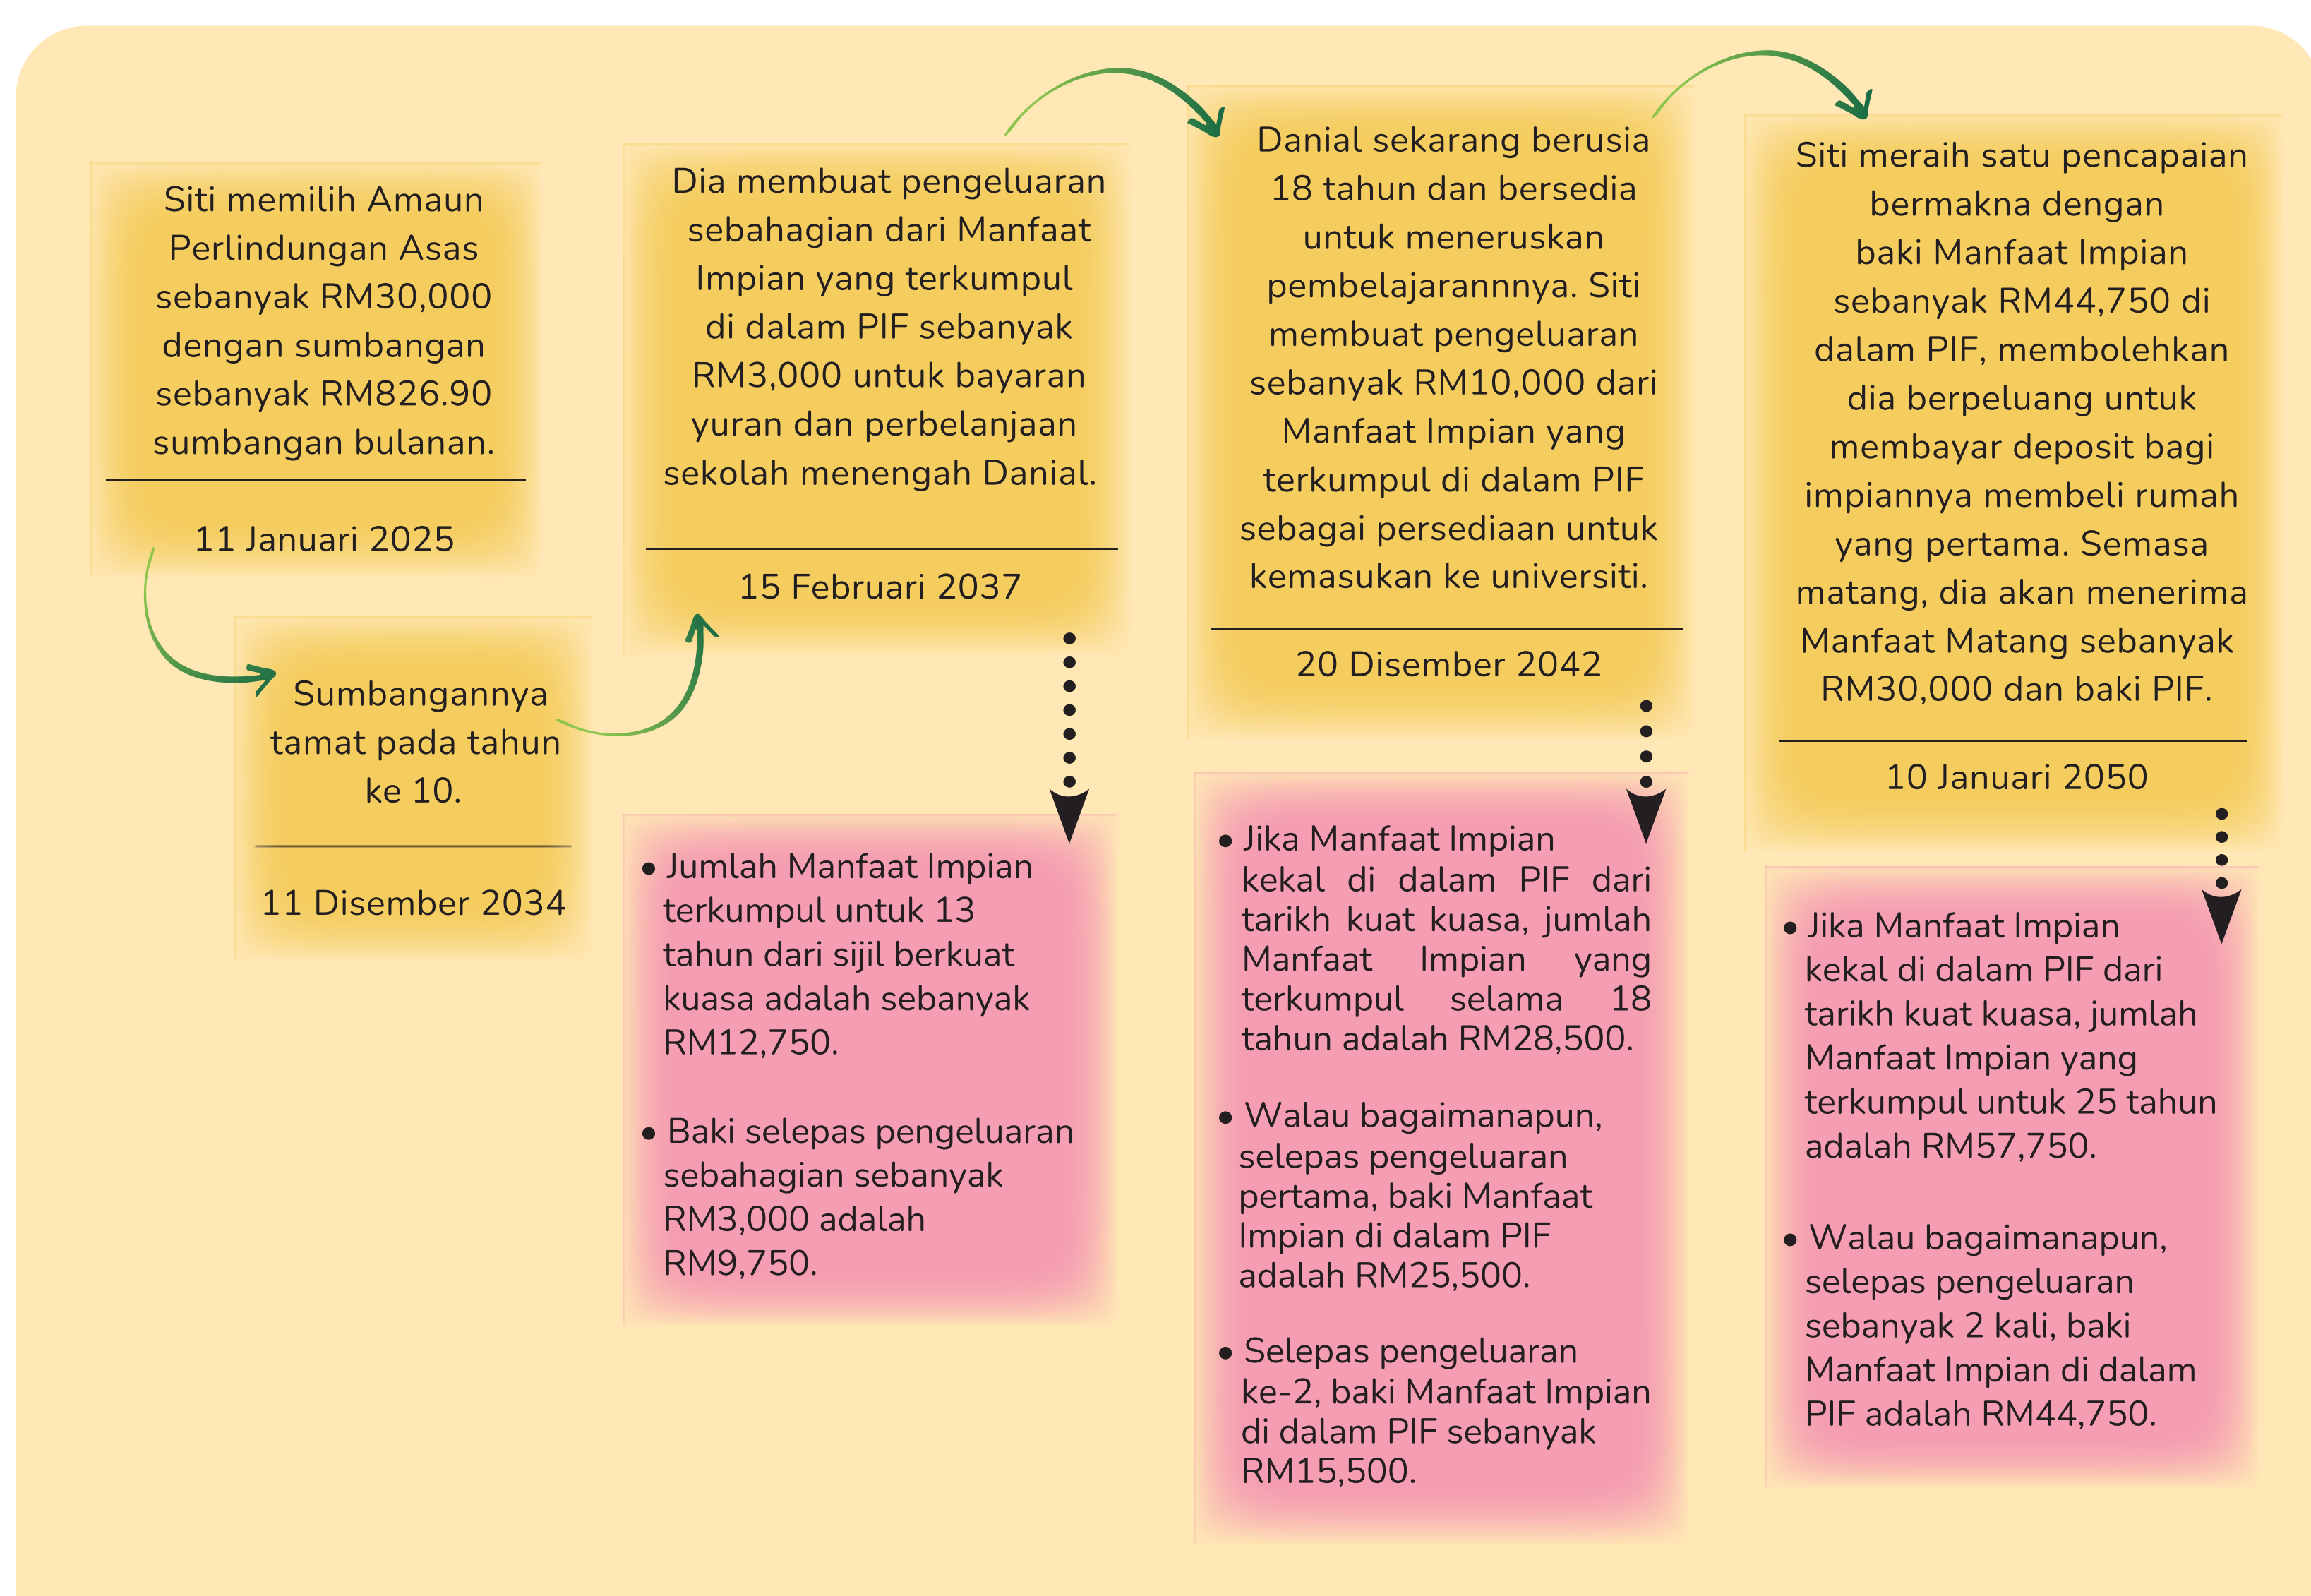 Siti memilih Amaun
Perlindungan Asas
sebanyak RM30,000
dengan sumbangan
sebanyak RM826.90
sumbangan bulanan.
11 Januari 2025
Sumbangannya
tamat pada tahun
ke 10.
11 Disember 2034
Dia membuat pengeluaran
sebahagian dari Manfaat
Impian yang terkumpul
di dalam PIF sebanyak
RM3,000 untuk bayaran
yuran dan perbelanjaan
sekolah menengah Danial.
15 Februari 2037
• Jumlah Manfaat Impian
terkumpul untuk 13
tahun dari sijil berkuat
kuasa adalah sebanyak
RM12,750.
• Baki selepas pengeluaran
sebahagian sebanyak
RM3,000 adalah
RM9,750.
Danial sekarang berusia
18 tahun dan bersedia
untuk meneruskan
pembelajarannnya. Siti
membuat pengeluaran
sebanyak RM10,000 dari
Manfaat Impian yang
terkumpul di dalam PIF
sebagai persediaan untuk
kemasukan ke universiti.
20 Disember 2042
• Jika Manfaat Impian
kekal di dalam PIF dari
tarikh kuat kuasa, jumlah
Manfaat Impian yang
terkumpul selama 18
tahun adalah RM28,500.
• Walau bagaimanapun,
selepas pengeluaran
pertama, baki Manfaat
Impian di dalam PIF
adalah RM25,500.
• Selepas pengeluaran
ke-2, baki Manfaat Impian
di dalam PIF sebanyak
RM15,500.
Siti meraih satu pencapaian
bermakna dengan
baki Manfaat Impian
sebanyak RM44,750 di
dalam PIF, membolehkan
dia berpeluang untuk
membayar deposit bagi
impiannya membeli rumah
yang pertama. Semasa
matang, dia akan menerima
Manfaat Matang sebanyak
RM30,000 dan baki PIF.
10 Januari 2050
• Jika Manfaat Impian
kekal di dalam PIF dari
tarikh kuat kuasa, jumlah
Manfaat Impian yang
terkumpul untuk 25 tahun
adalah RM57,750.
• Walau bagaimanapun,
selepas pengeluaran
sebanyak 2 kali, baki
Manfaat Impian di dalam
PIF adalah RM44,750.